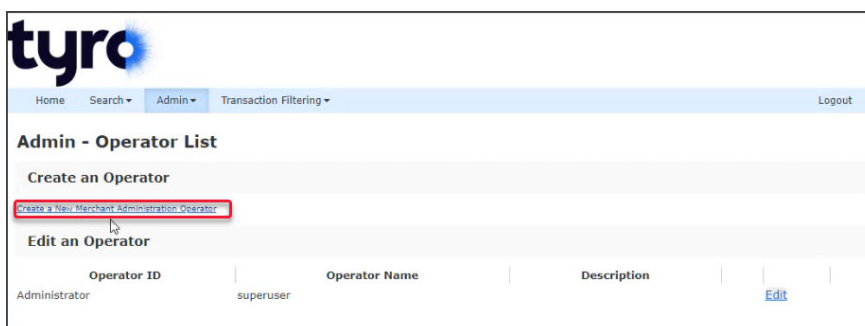 tyro
Home Search Admin Transaction Filtering Logout
Admin - Operator List
Create an Operator
Create a New Merchant Administration Operator
Edit an Operator
Operator ID Operator Name Description
Administrator superuser Edit